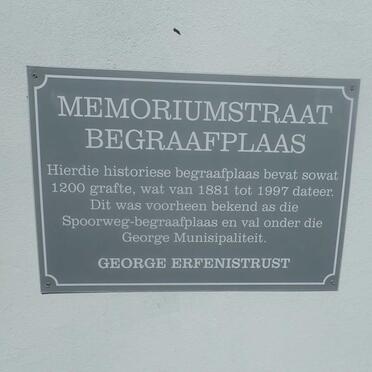 MEMORIUMSTRAAT
BEGRAAFPLAAS
Hierdie historiese begraafplaas bevat sowat
1200 grafte, wat van 1881 tot 1997 dateer.
Dit was voorheen bekend as die
Spoorweg-begraafplaas en val onder die
George Munisipaliteit.
GEORGE ERFENISTRUST